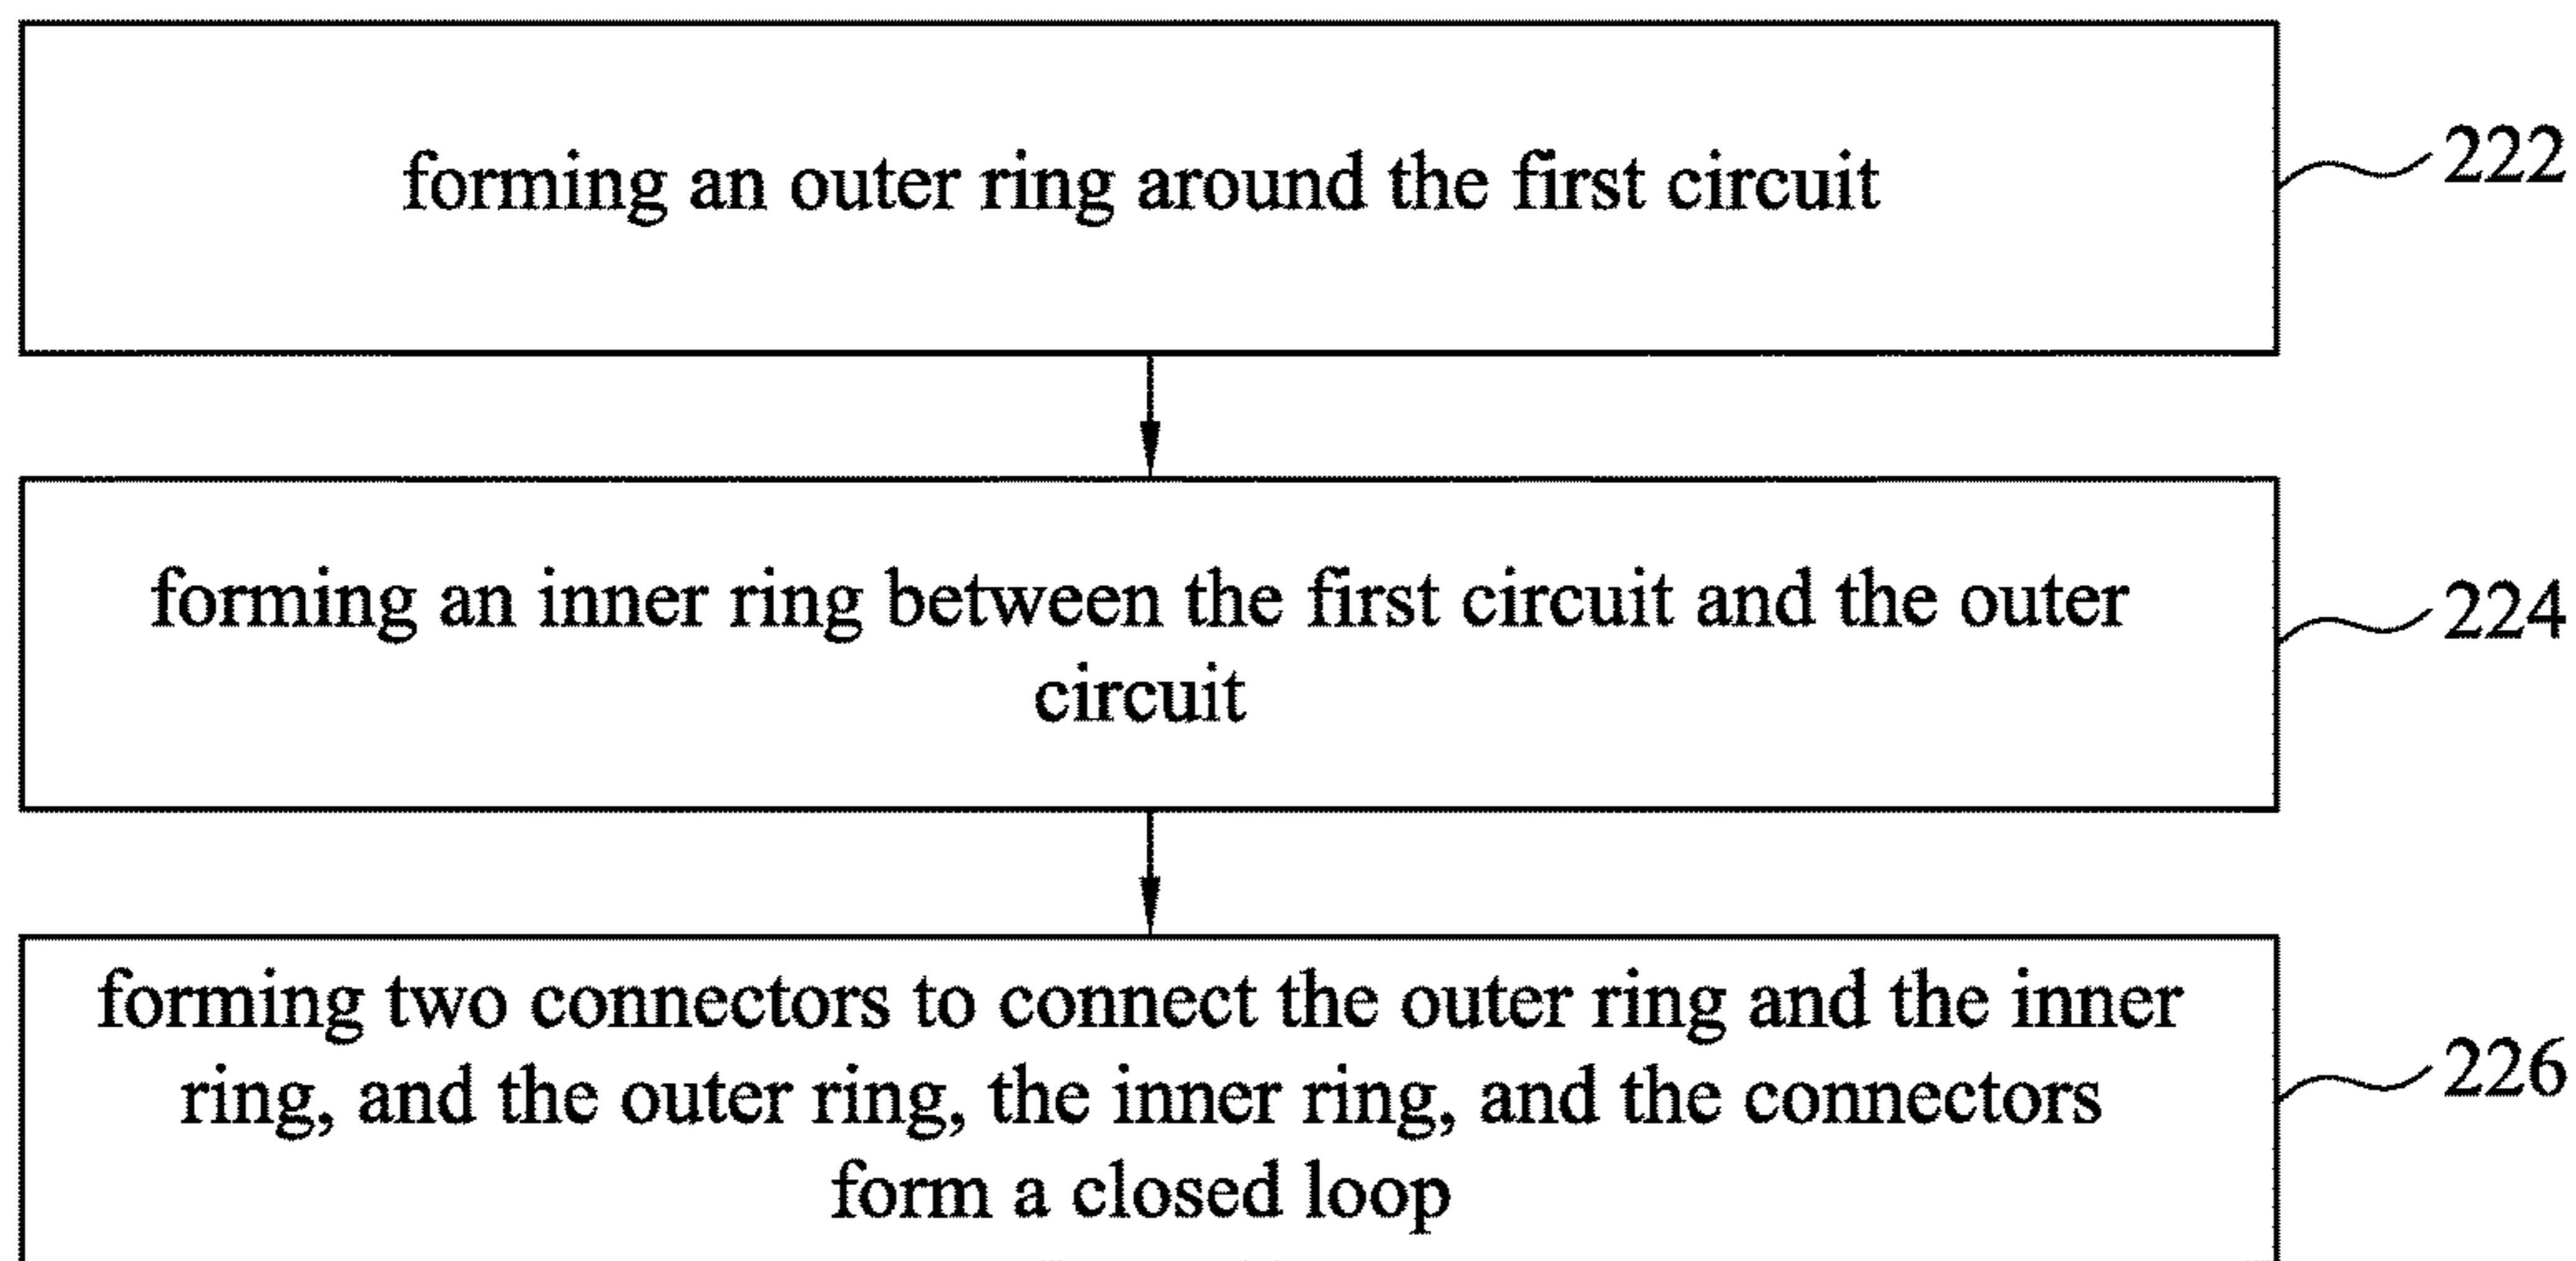 forming an outer ring around the first circuit
222
forming an inner ring between the first circuit and the outer
circuit
224
forming two connectors to connect the outer ring and the inner
ring, and the outer ring, the inner ring, and the connectors
form a closed loop
226